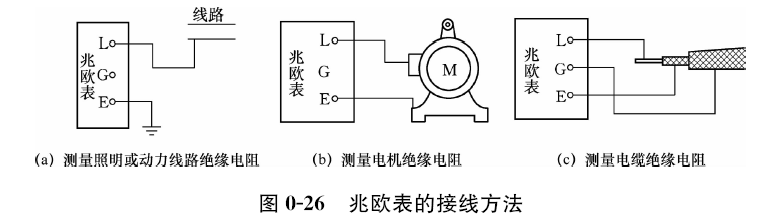 线路
兆欧表
L
G
E
兆欧表
L
G
E
M
兆欧表
L
G
E
(a) 测量照明或动力线路绝缘电阻
(b) 测量电机绝缘电阻
(c) 测量电缆绝缘电阻
图 0-26 兆欧表的接线方法